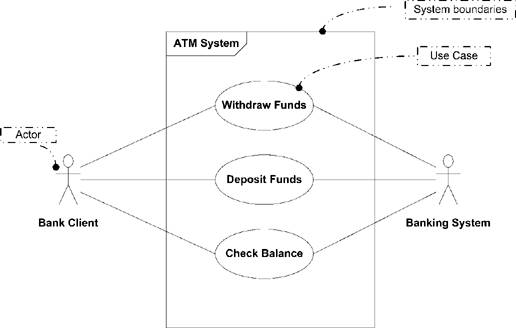 System boundaries
ATM System
Use Case
Withdraw Funds
Actor
Deposit Funds
Bank Client
Banking System
Check Balance